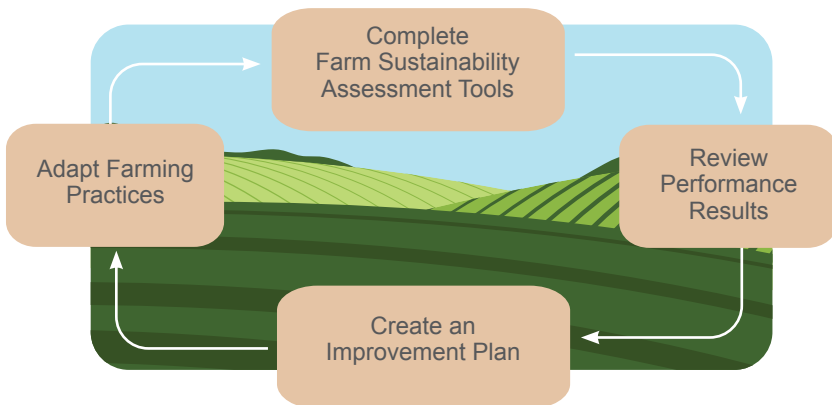 Complete
Farm Sustainability
Assessment Tools
Adapt Farming
Practices
Review
Performance
Results
Create an
Improvement Plan